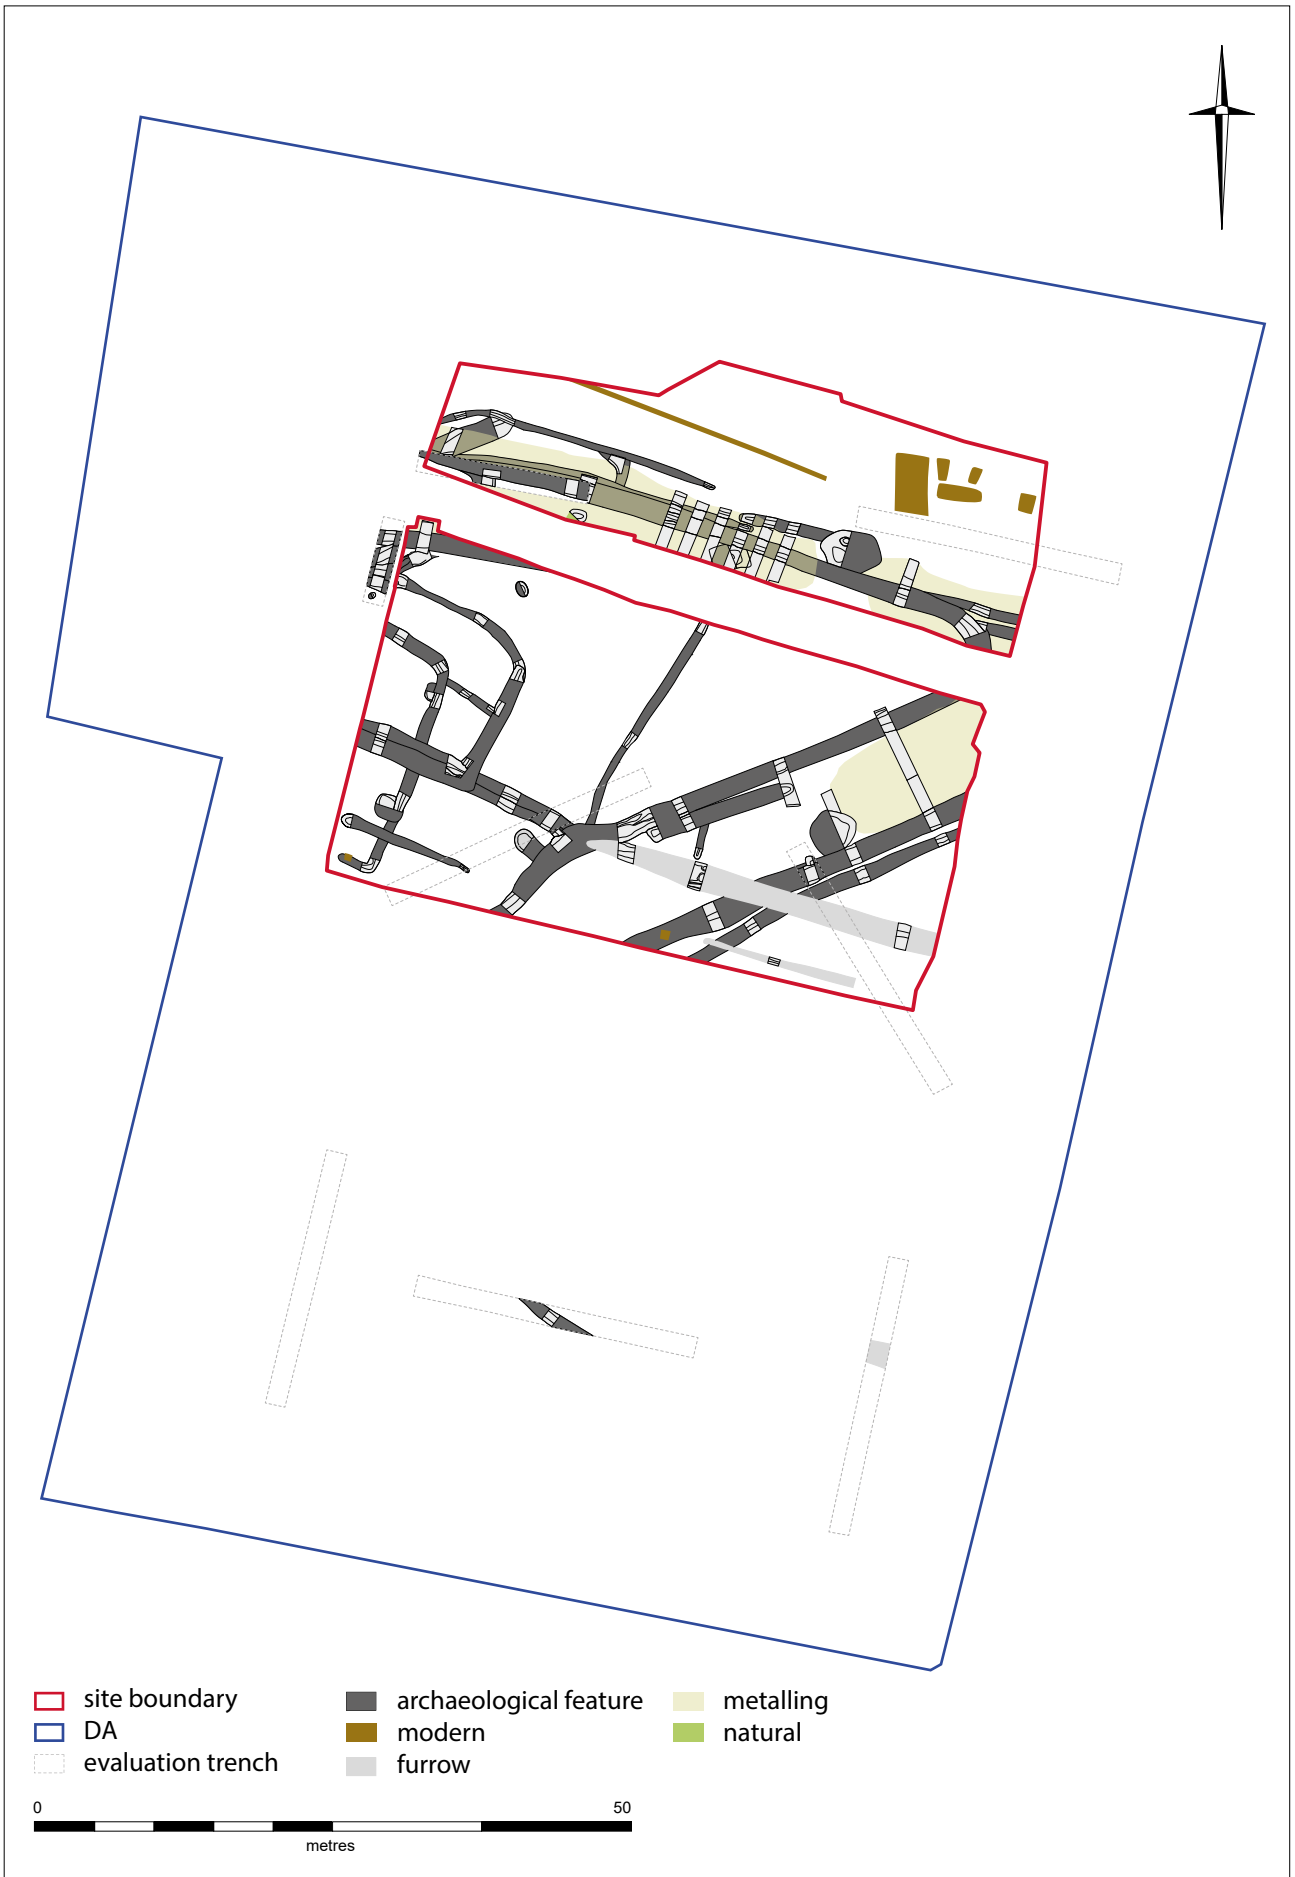 site boundary
DA
evaluation trench
archaeological feature
modern
furrow
metalling
natural
0 50
metres